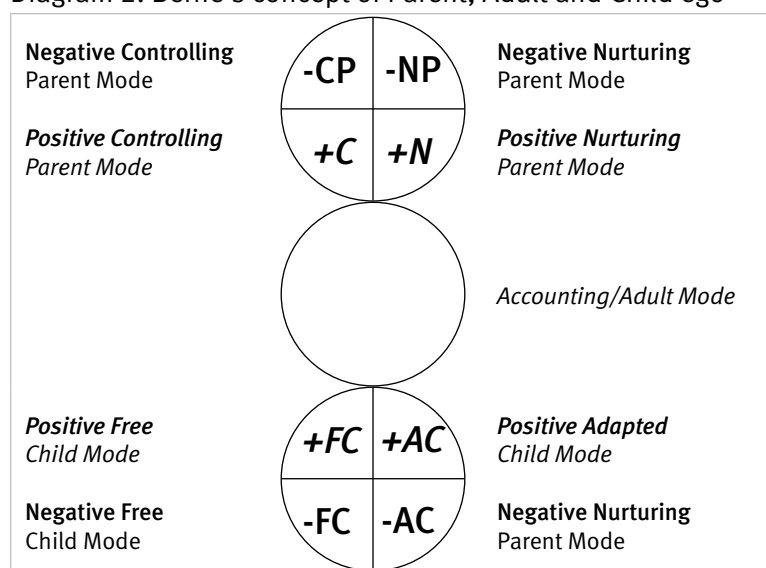 Diagram 2: Berne's concept of Parent, Adult and Child ego
Negative Controlling
Parent Mode
-CP
-NP
Negative Nurturing
Parent Mode
Positive Controlling
Parent Mode
+C
+N
Positive Nurturing
Parent Mode
Accounting/Adult Mode
Positive Free
Child Mode
+FC
+AC
Positive Adapted
Child Mode
Negative Free
Child Mode
-FC
-AC
Negative Nurturing
Parent Mode